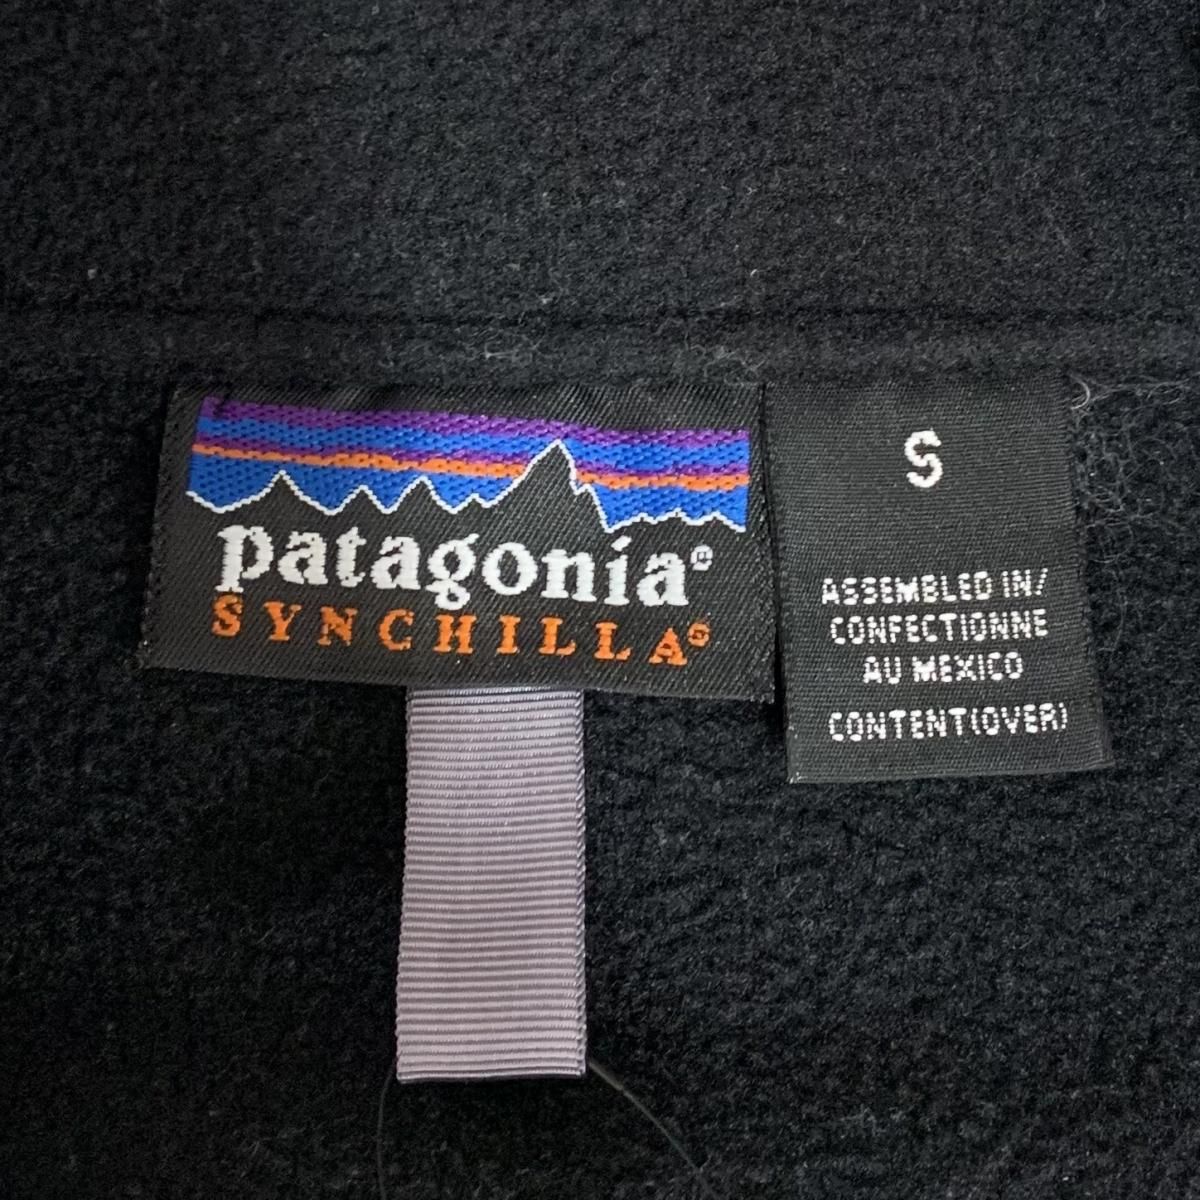 patagonia®
SYNCHILLA®
S
ASSEMBLED IN/
CONFECTIONNE
AU MEXICO
CONTENT(OVER)